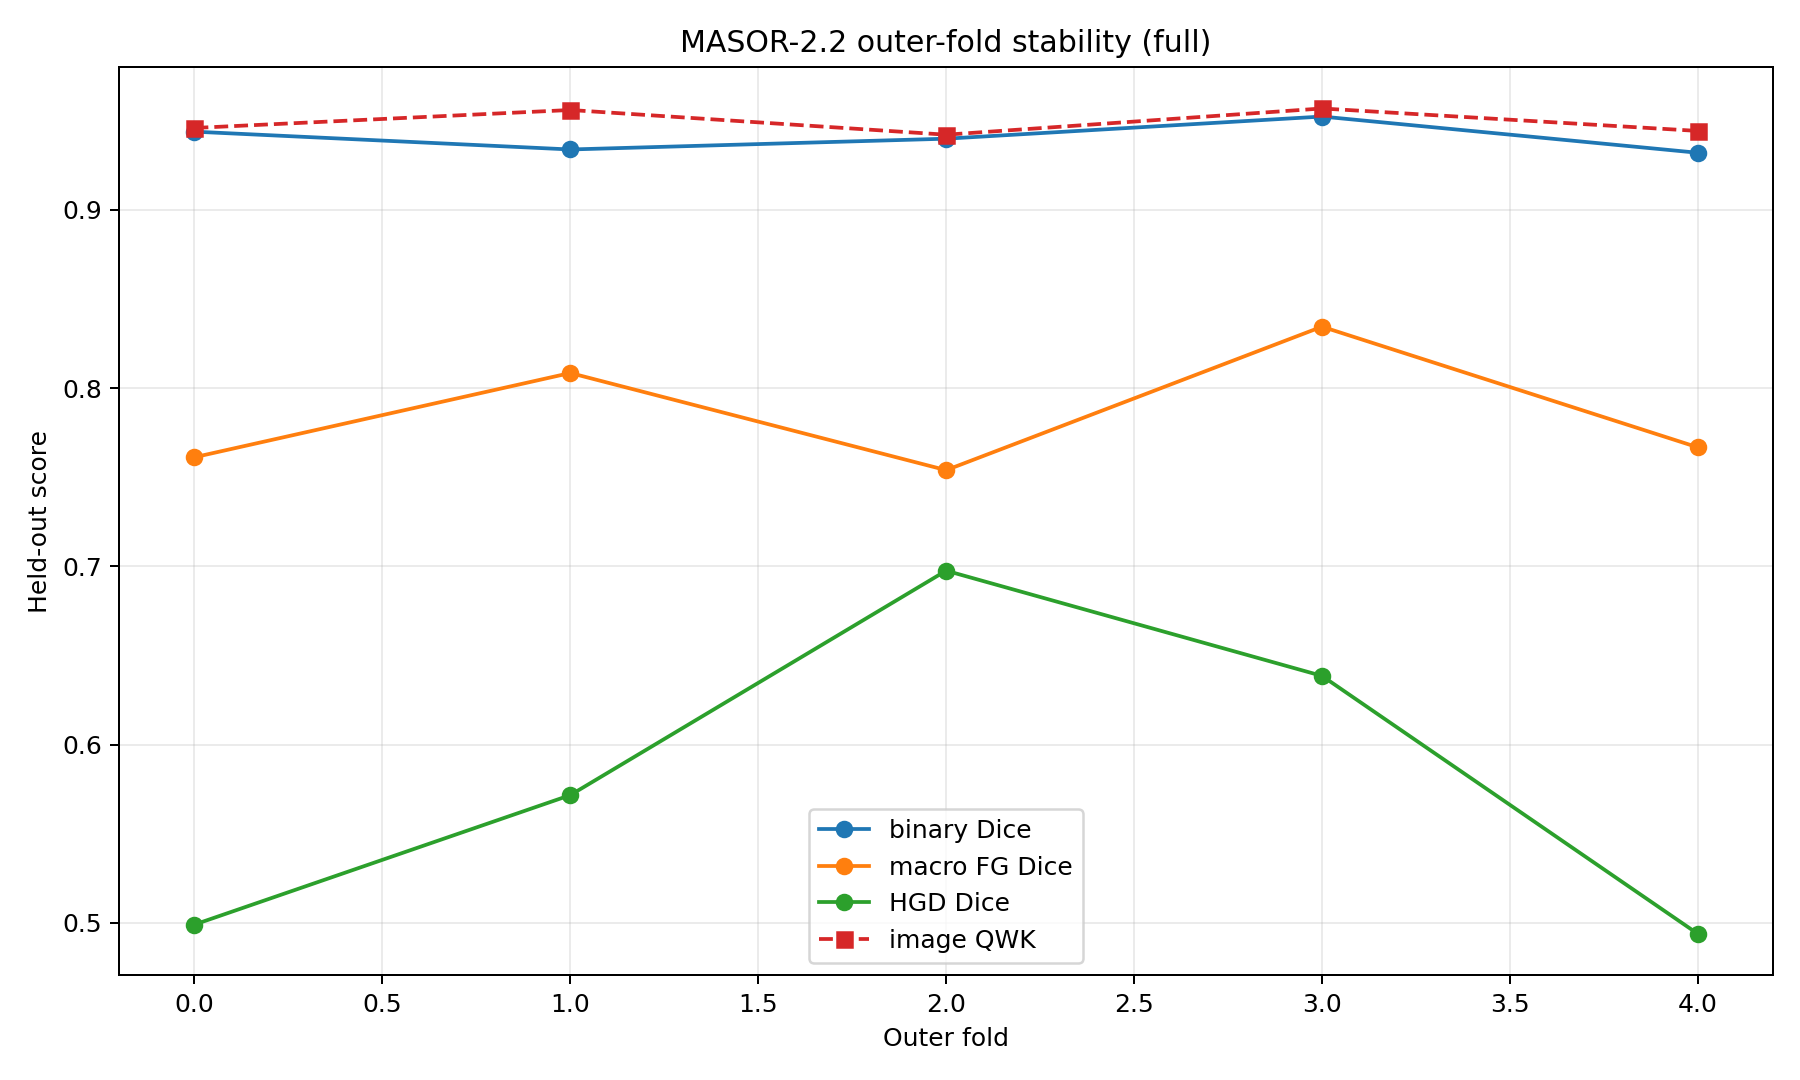 MASOR-2.2 outer-fold stability (full)
Held-out score
0.9
0.8
0.7
0.6
0.5
binary Dice
macro FG Dice
HGD Dice
image QWK
0.0 0.5 1.0 1.5 2.0 2.5 3.0 3.5 4.0
Outer fold